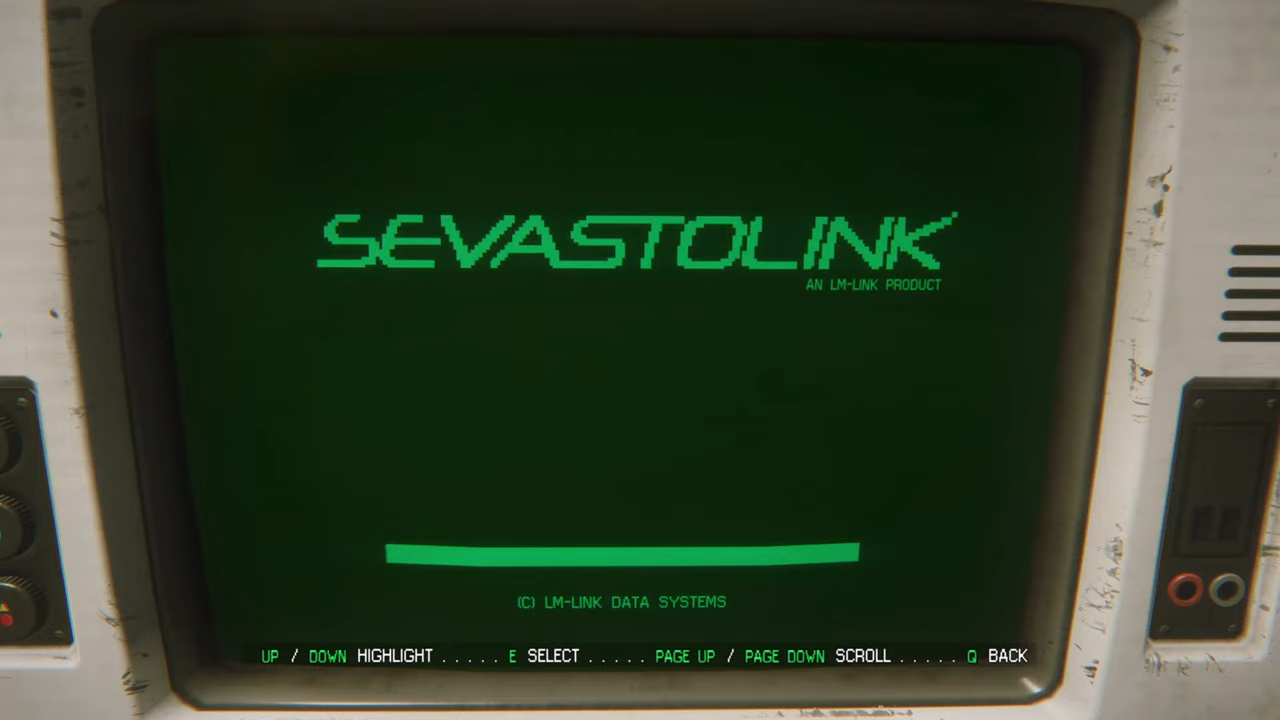 SEVASTOLINK
AN LM-LINK PRODUCT
(C) LM-LINK DATA SYSTEMS
UP / DOWN HIGHLIGHT ..... E SELECT ..... PAGE UP / PAGE DOWN SCROLL ..... Q BACK